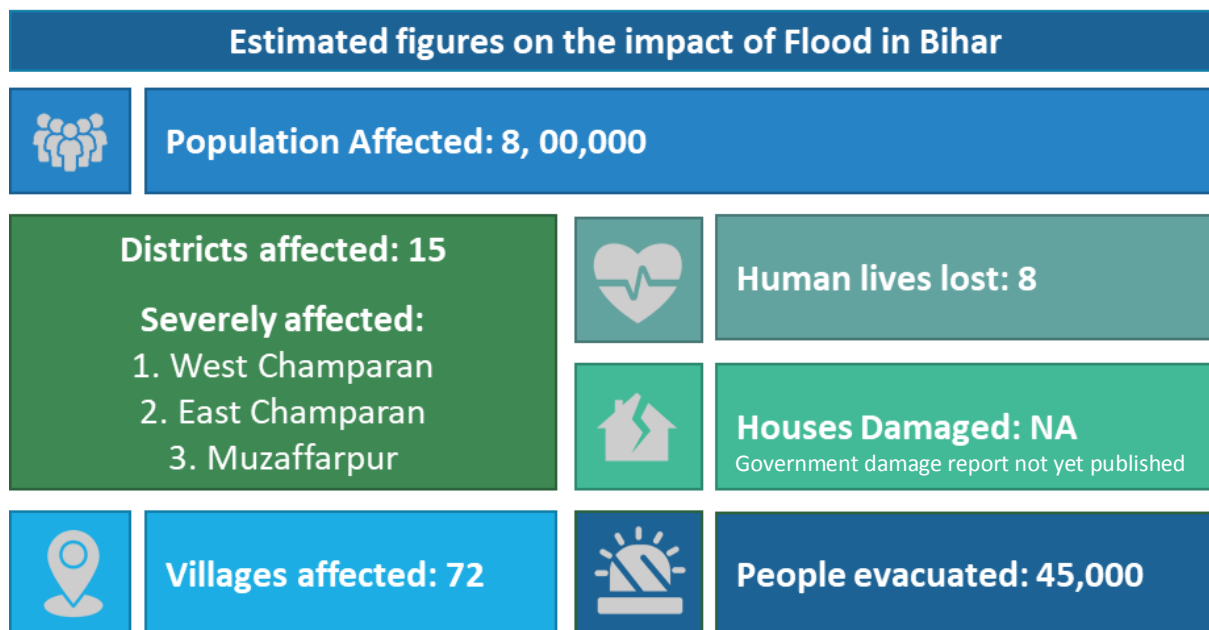 Estimated figures on the impact of Flood in Bihar
Population Affected: 8, 00,000
Districts affected: 15
Severely affected:
1. West Champaran
2. East Champaran
3. Muzaffarpur
Human lives lost: 8
Houses Damaged: NA
Government damage report not yet published
Villages affected: 72
People evacuated: 45,000